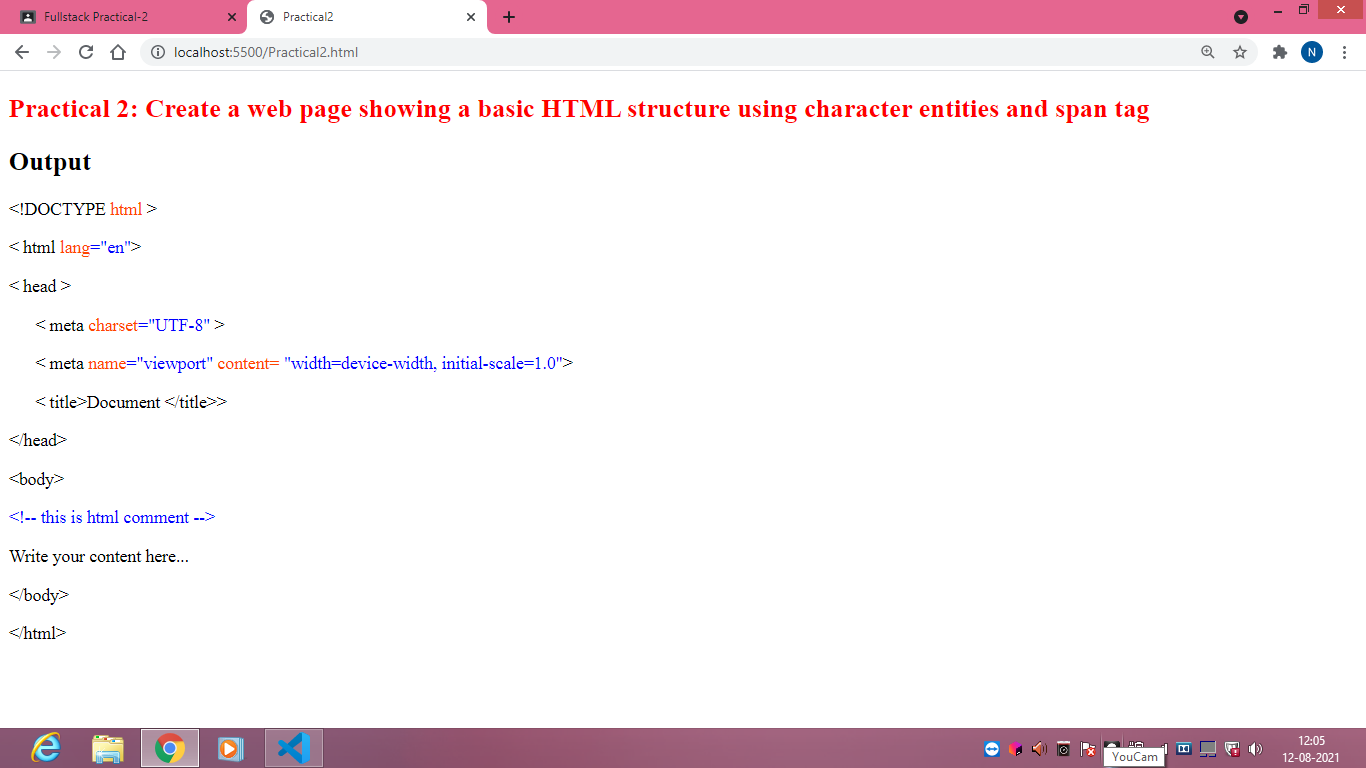 Fullstack Practical-2
Practical2
N
localhost:5500/Practical2.html
Practical 2: Create a web page showing a basic HTML structure using character entities and span tag
Output
<!DOCTYPE html >
< html lang="en">
< head >
< meta charset="UTF-8" >
< meta name="viewport" content= "width=device-width, initial-scale=1.0">
< title>Document </title>>
</head>
<body>
<!-- this is html comment -->
Write your content here...
</body>
</html>
12:05
YouCam
12-08-2021